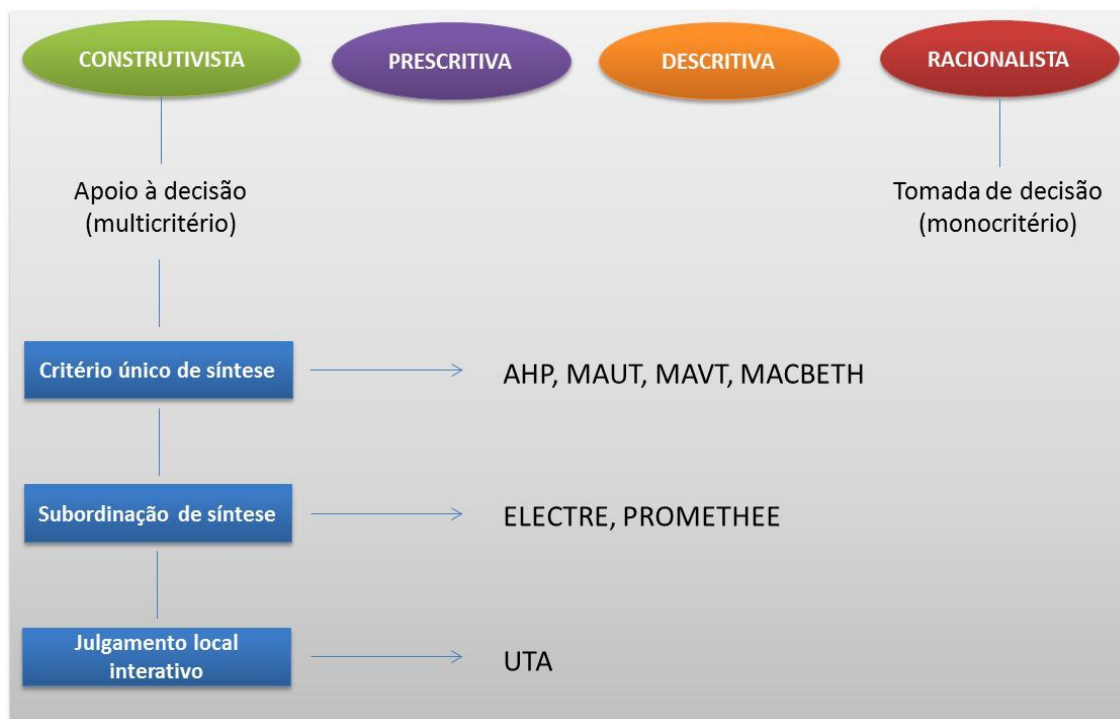 CONSTRUTIVISTA
PRESCRITIVA
DESCRITIVA
RACIONALISTA
Apoio à decisão
(multicritério)
Tomada de decisão
(monocritério)
Critério único de síntese
AHP, MAUT, MAVT, MACBETH
Subordinação de síntese
ELECTRE, PROMETHEE
Julgamento local
interativo
UTA